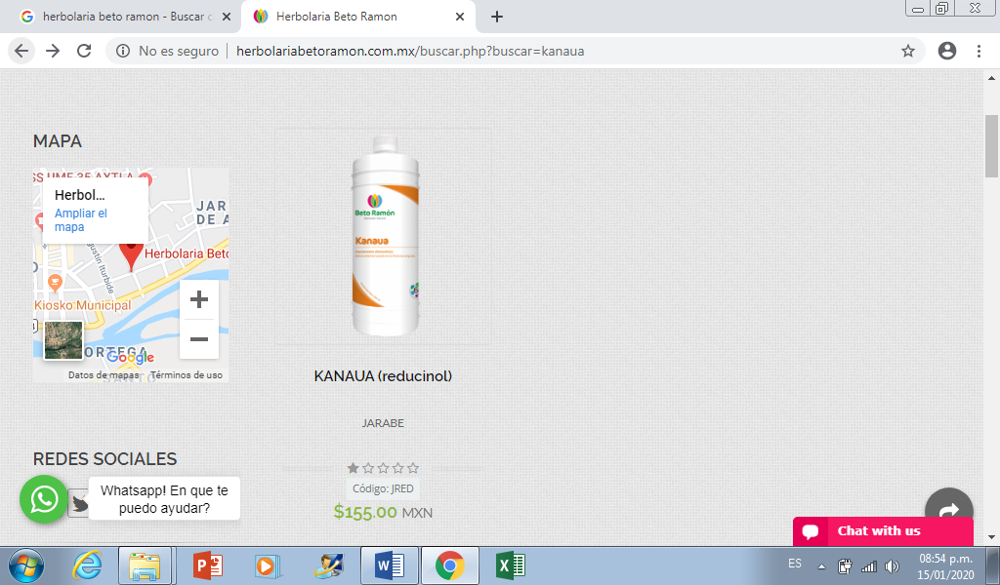 herbolaria beto ramon - Buscar c
Herbolaria Beto Ramon
No es seguro
herbolariabetoramon.com.mx/buscar.php?buscar=kanaua
MAPA
Herbol...
Ampliar el
mapa
JAR
DE A
Herbolaria Beto
Kiosko Municipal
Google
Datos de mapas
Términos de uso
Beto Ramón
Kanaua
KANAUA (reducinol)
JARABE
Código: JRED
$155.00 MXN
REDES SOCIALES
Whatsapp! En que te
puedo ayudar?
Chat with us
ES
08:54 p.m.
15/01/2020